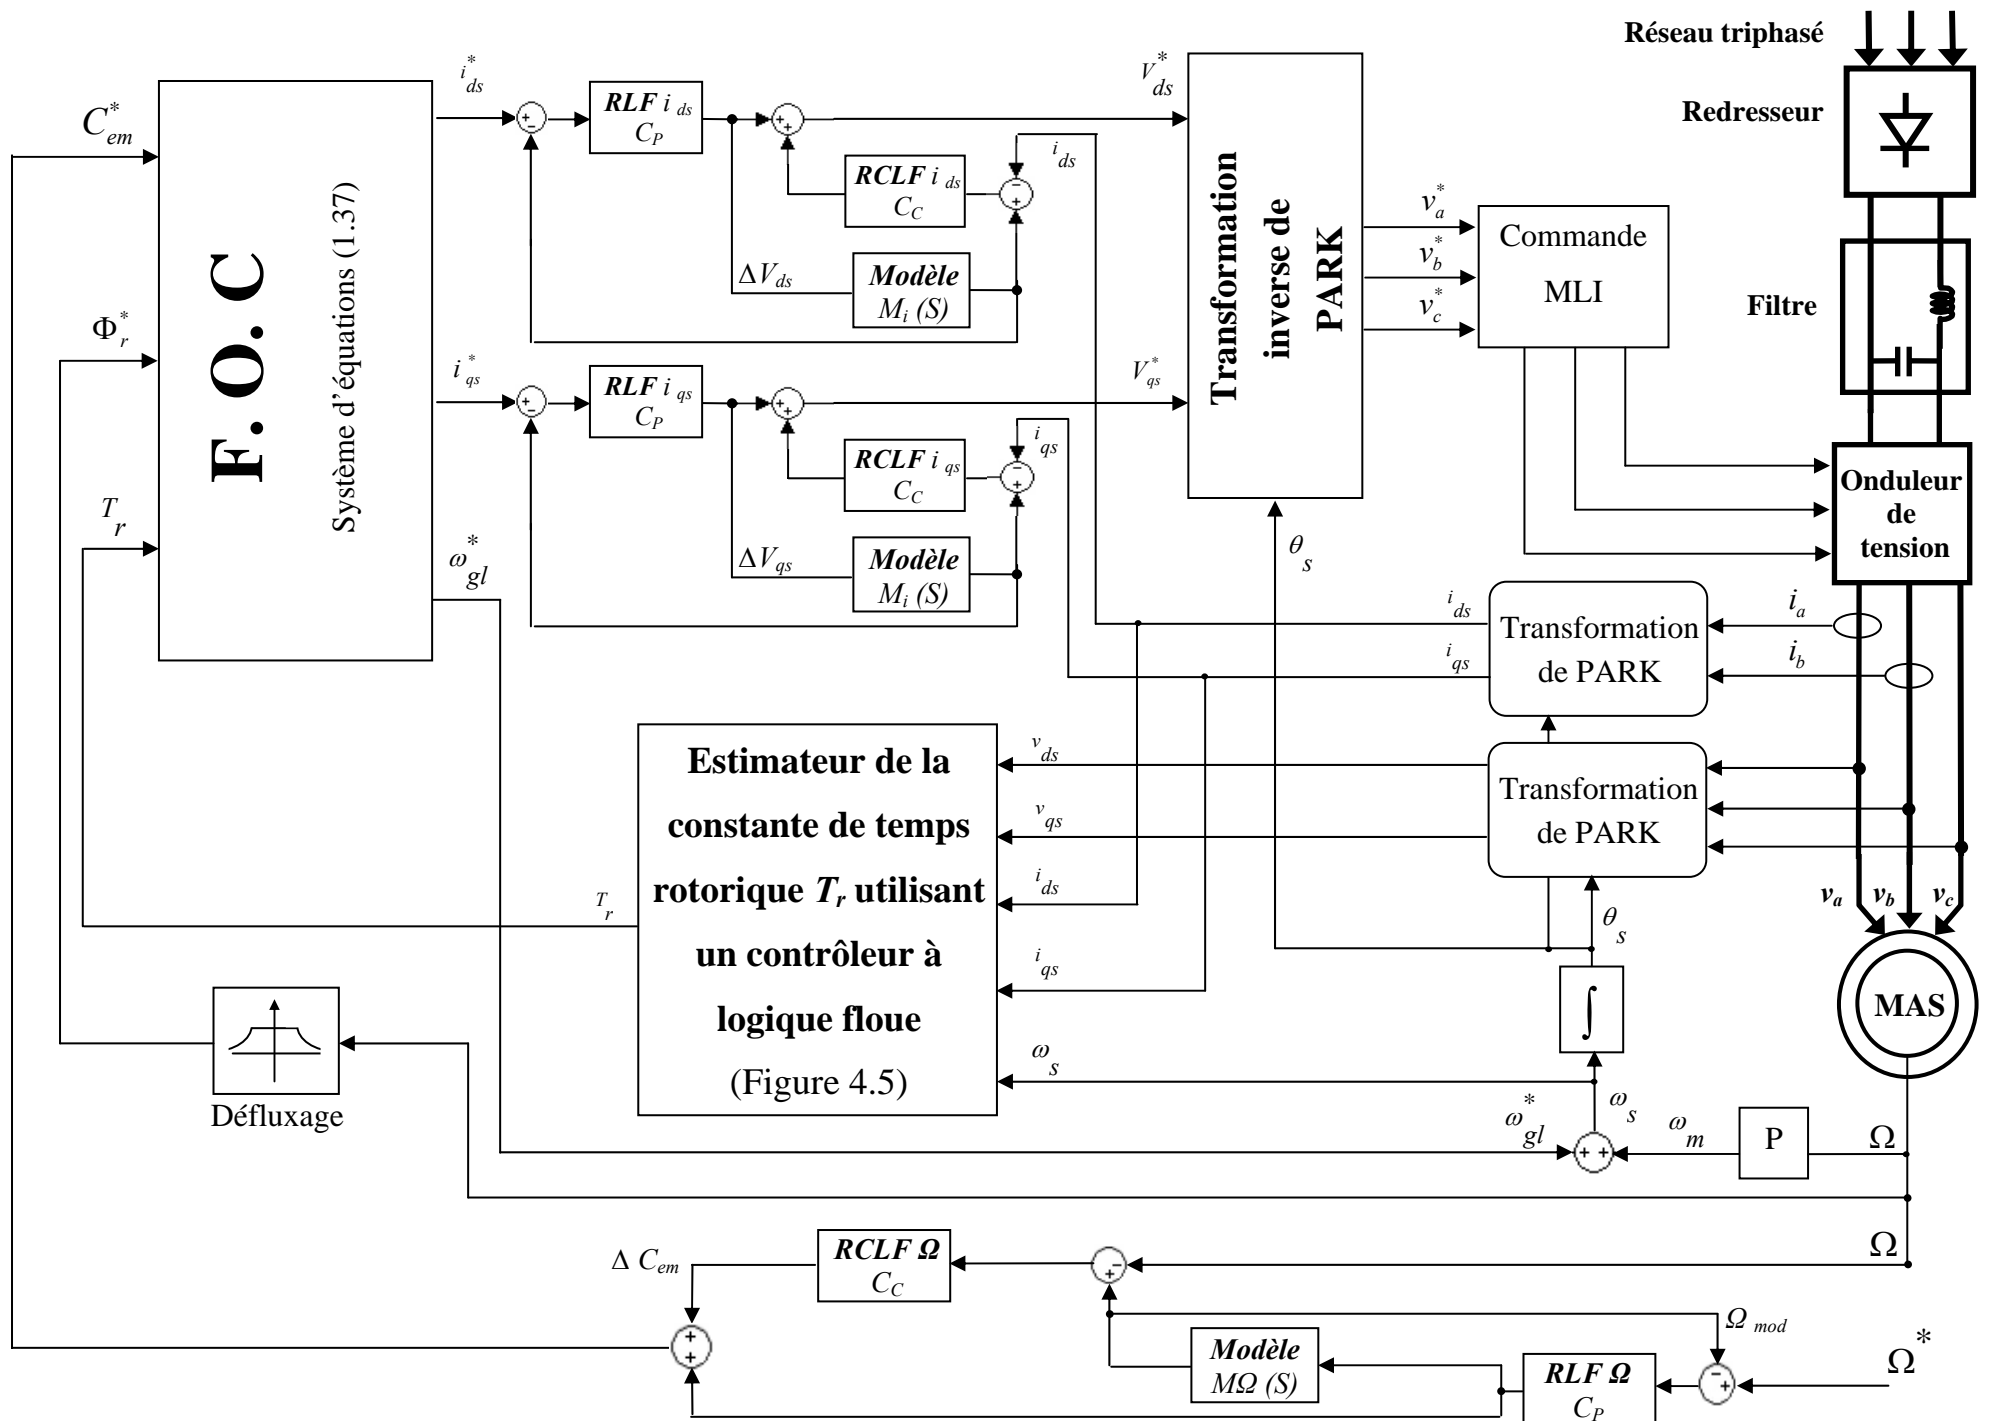 Réseau triphasé
Redresseur
Filtre
Onduleur
de
tension
C*em
Φ*r
Tr
F. O. C
Système d'équations (1.37)
i*ds
i*qs
ω*gl
RLF i ds
CP
RCLF i ds
CC
ΔVds
Modèle
Mi (S)
ids
V*ds
RLF i qs
CP
RCLF i qs
CC
ΔVqs
Modèle
Mi (S)
iqs
V*qs
Transformation
inverse de
PARK
θs
v*a
v*b
v*c
Commande
MLI
ids
iqs
Transformation
de PARK
ia
ib
Transformation
de PARK
vds
vqs
ids
iqs
ωs
Estimateur de la
constante de temps
rotorique Tr utilisant
un contrôleur à
logique floue
(Figure 4.5)
Tr
va vb vc
MAS
θs
∫
ωs
ω*gl
ωm
P
Ω
Défluxage
Ω
Δ Cem
RCLF Ω
CC
Modèle
MΩ (S)
Ω mod
RLF Ω
CP
Ω*